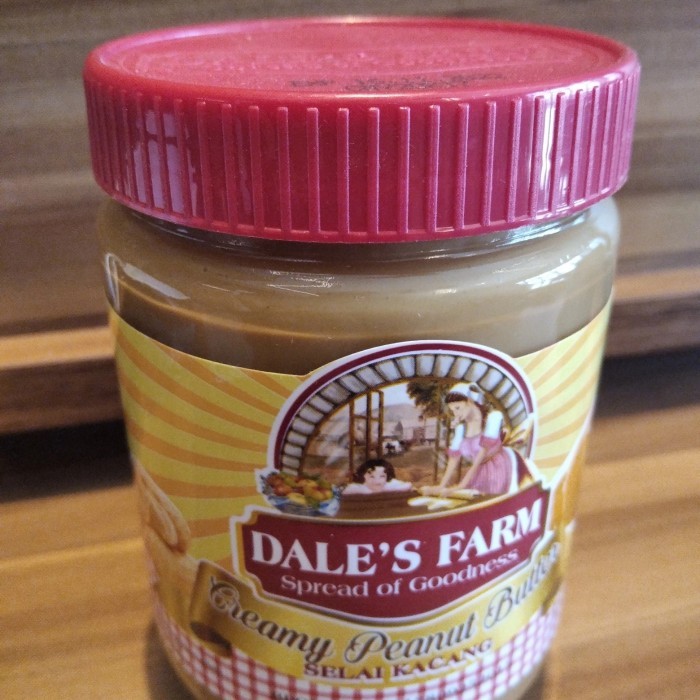 DALE'S FARM
Spread of Goodness
Creamy Peanut Butter
SELAI KACANG